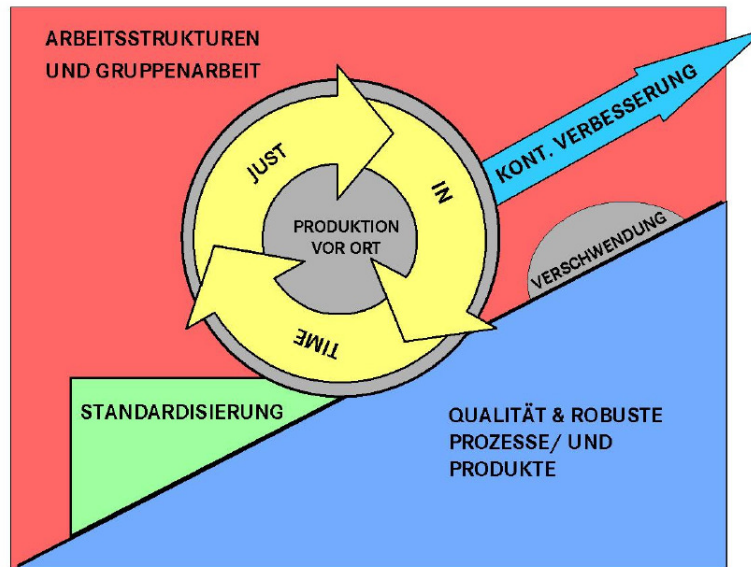 ARBEITSSTRUKTUREN
UND GRUPPENARBEIT
KONT. VERBESSERUNG
JUST
IN
TIME
PRODUKTION
VOR ORT
VERSCHWENDUNG
STANDARDISIERUNG
QUALITÄT & ROBUSTE
PROZESSE/ UND
PRODUKTE